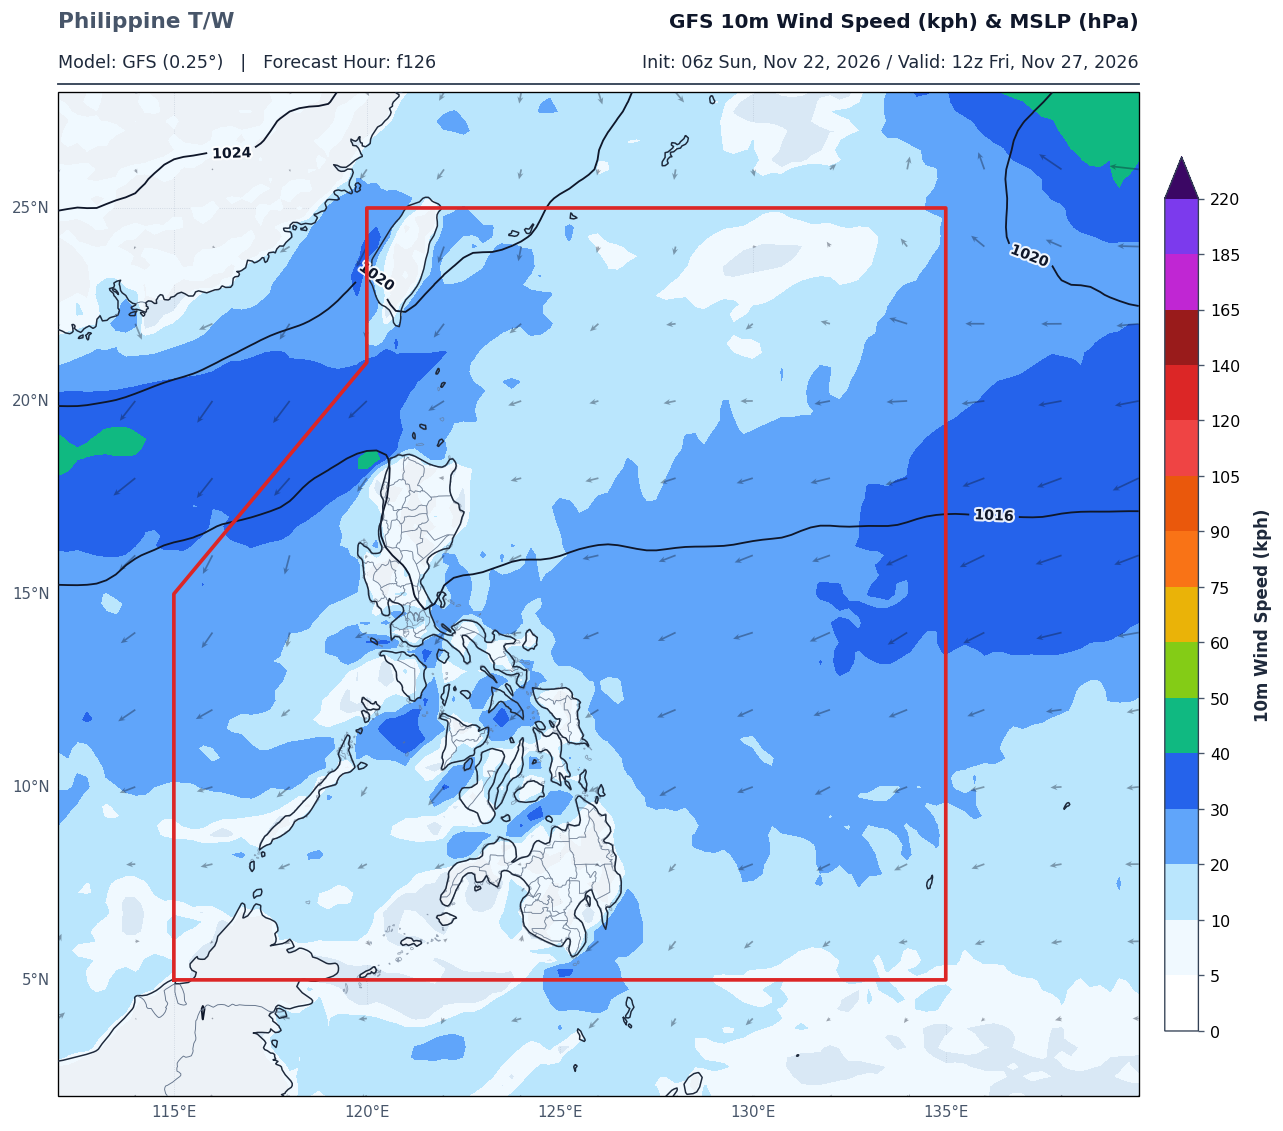 Philippine T/W
GFS 10m Wind Speed (kph) & MSLP (hPa)
Model: GFS (0.25°) | Forecast Hour: f126
Init: 06z Sun, Nov 22, 2026 / Valid: 12z Fri, Nov 27, 2026
1024
1020
1020
1016
25°N
20°N
15°N
10°N
5°N
115°E
120°E
125°E
130°E
135°E
220
185
165
140
120
105
90
75
60
50
40
30
20
10
5
0
10m Wind Speed (kph)